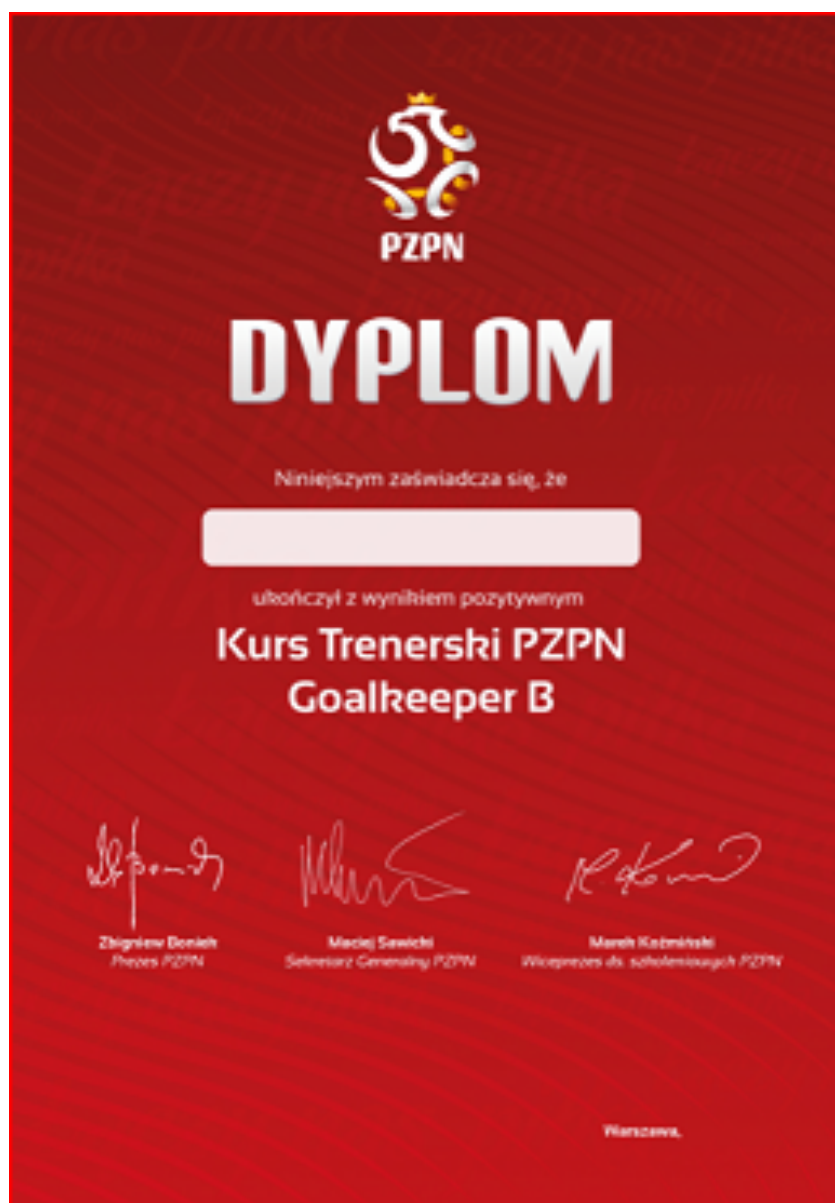 PZPN
DYPLOM
Niniejszym zaświadcza się, że
ukończył z wynikiem pozytywnym
Kurs Trenerski PZPN
Goalkeeper B
Zbigniew Boniek
Prezes PZPN
Maciej Sawicki
Sekretarz Generalny PZPN
Marek Koźmiński
Wiceprezes ds. szkoleniowych PZPN
Warszawa,